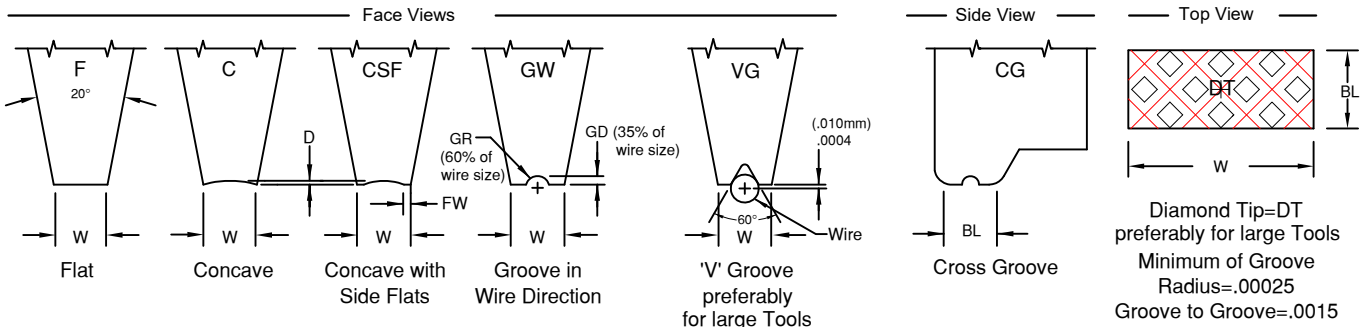 Face Views
Side View
Top View
F
20°
C
CSF
GW
VG
CG
DT
BL
D
GR
(60% of
wire size)
GD (35% of
wire size)
(.010mm)
.0004
FW
60°
W
W
W
W
W
Wire
BL
W
Flat
Concave
Concave with
Side Flats
Groove in
Wire Direction
'V' Groove
preferably
for large Tools
Cross Groove
Diamond Tip=DT
preferably for large Tools
Minimum of Groove
Radius=.00025
Groove to Groove=.0015